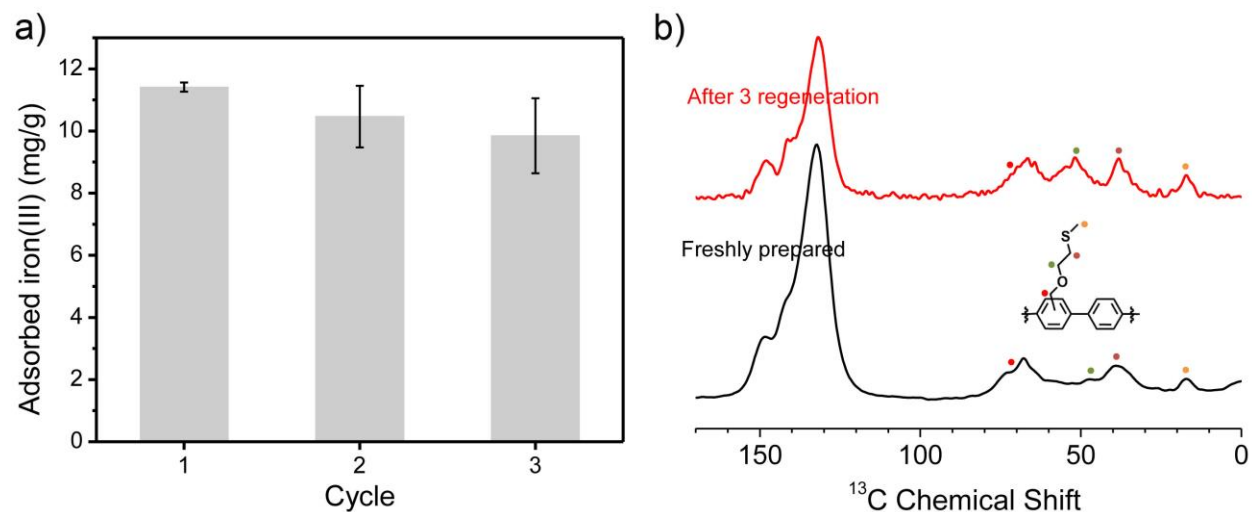 a)
Adsorbed iron(III) (mg/g)
12
10
8
6
4
2
0
1
2
3
Cycle
b)
After 3 regeneration
Freshly prepared
S
O
150
100
50
0
¹³C Chemical Shift